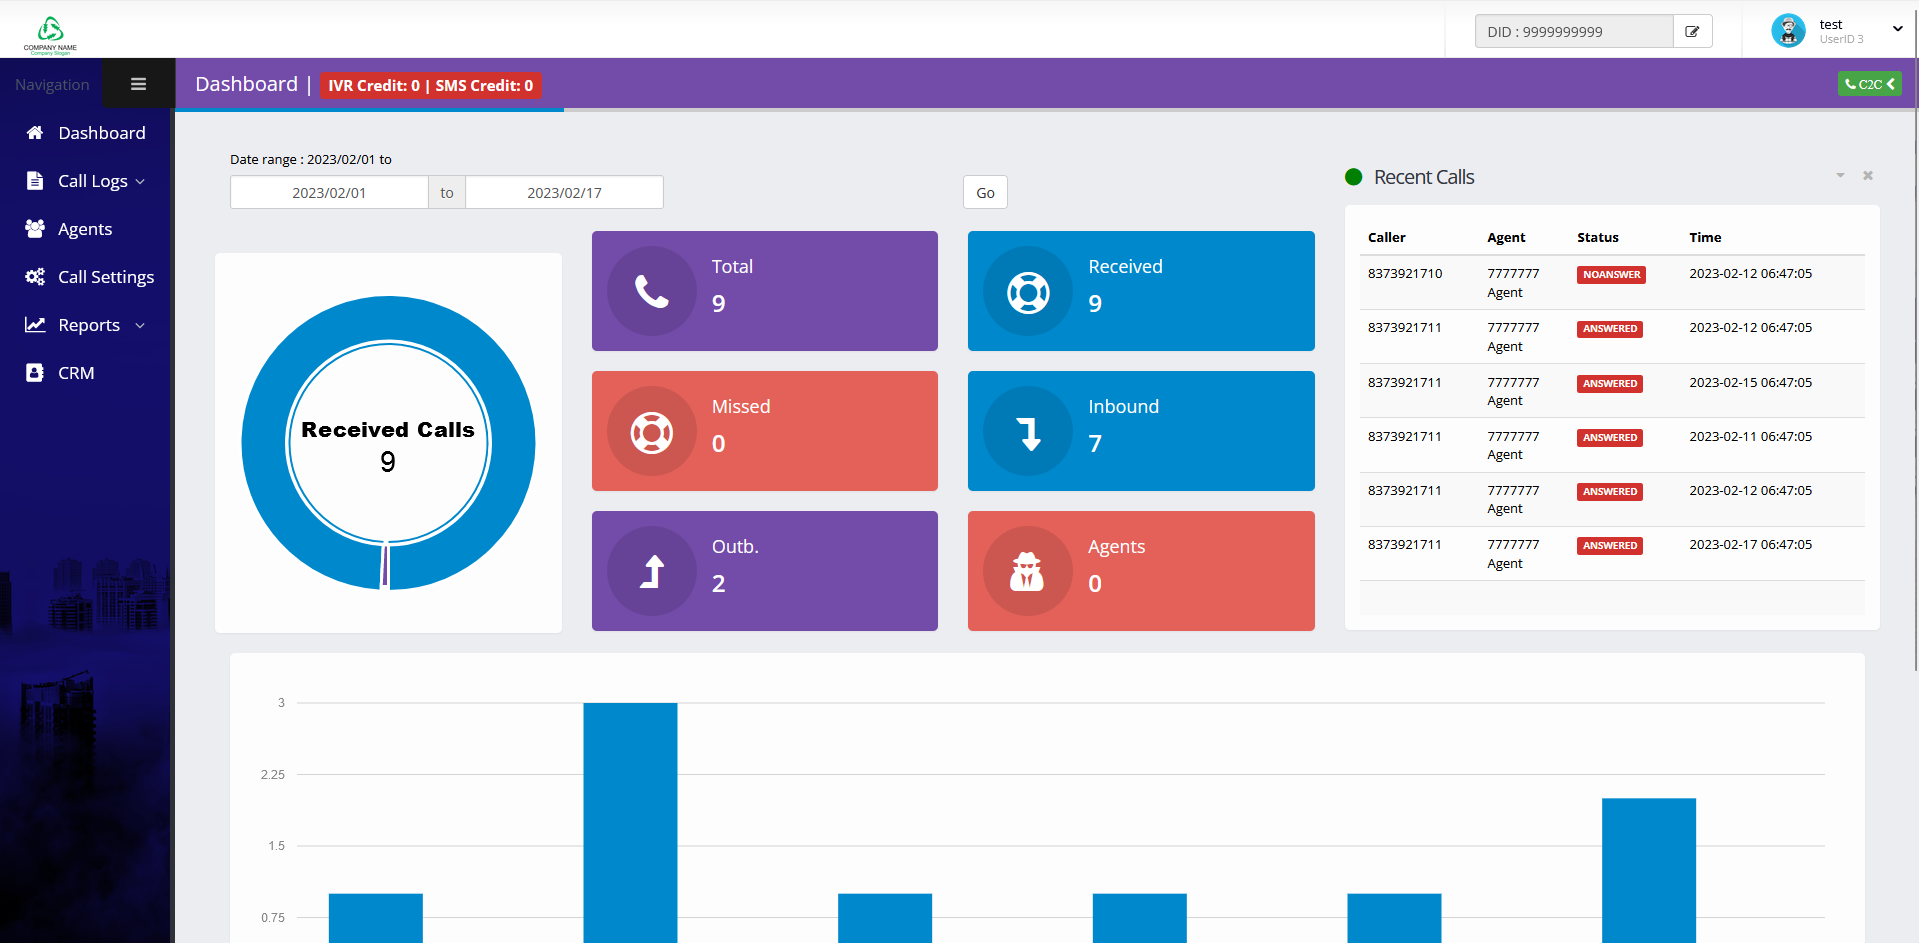 COMPANY NAME
Company Slogan
DID : 9999999999
test
UserID 3
Navigation
Dashboard | IVR Credit: 0 | SMS Credit: 0
C2C
Dashboard
Call Logs
Agents
Call Settings
Reports
CRM
Date range : 2023/02/01 to
2023/02/01 to 2023/02/17
Go
Received Calls
9
Total
9
Received
9
Missed
0
Inbound
7
Outb.
2
Agents
0
Recent Calls
Caller Agent Status Time
8373921710 7777777 NOANSWER 2023-02-12 06:47:05
Agent
8373921711 7777777 ANSWERED 2023-02-12 06:47:05
Agent
8373921711 7777777 ANSWERED 2023-02-15 06:47:05
Agent
8373921711 7777777 ANSWERED 2023-02-11 06:47:05
Agent
8373921711 7777777 ANSWERED 2023-02-12 06:47:05
Agent
8373921711 7777777 ANSWERED 2023-02-17 06:47:05
Agent
3
2.25
1.5
0.75